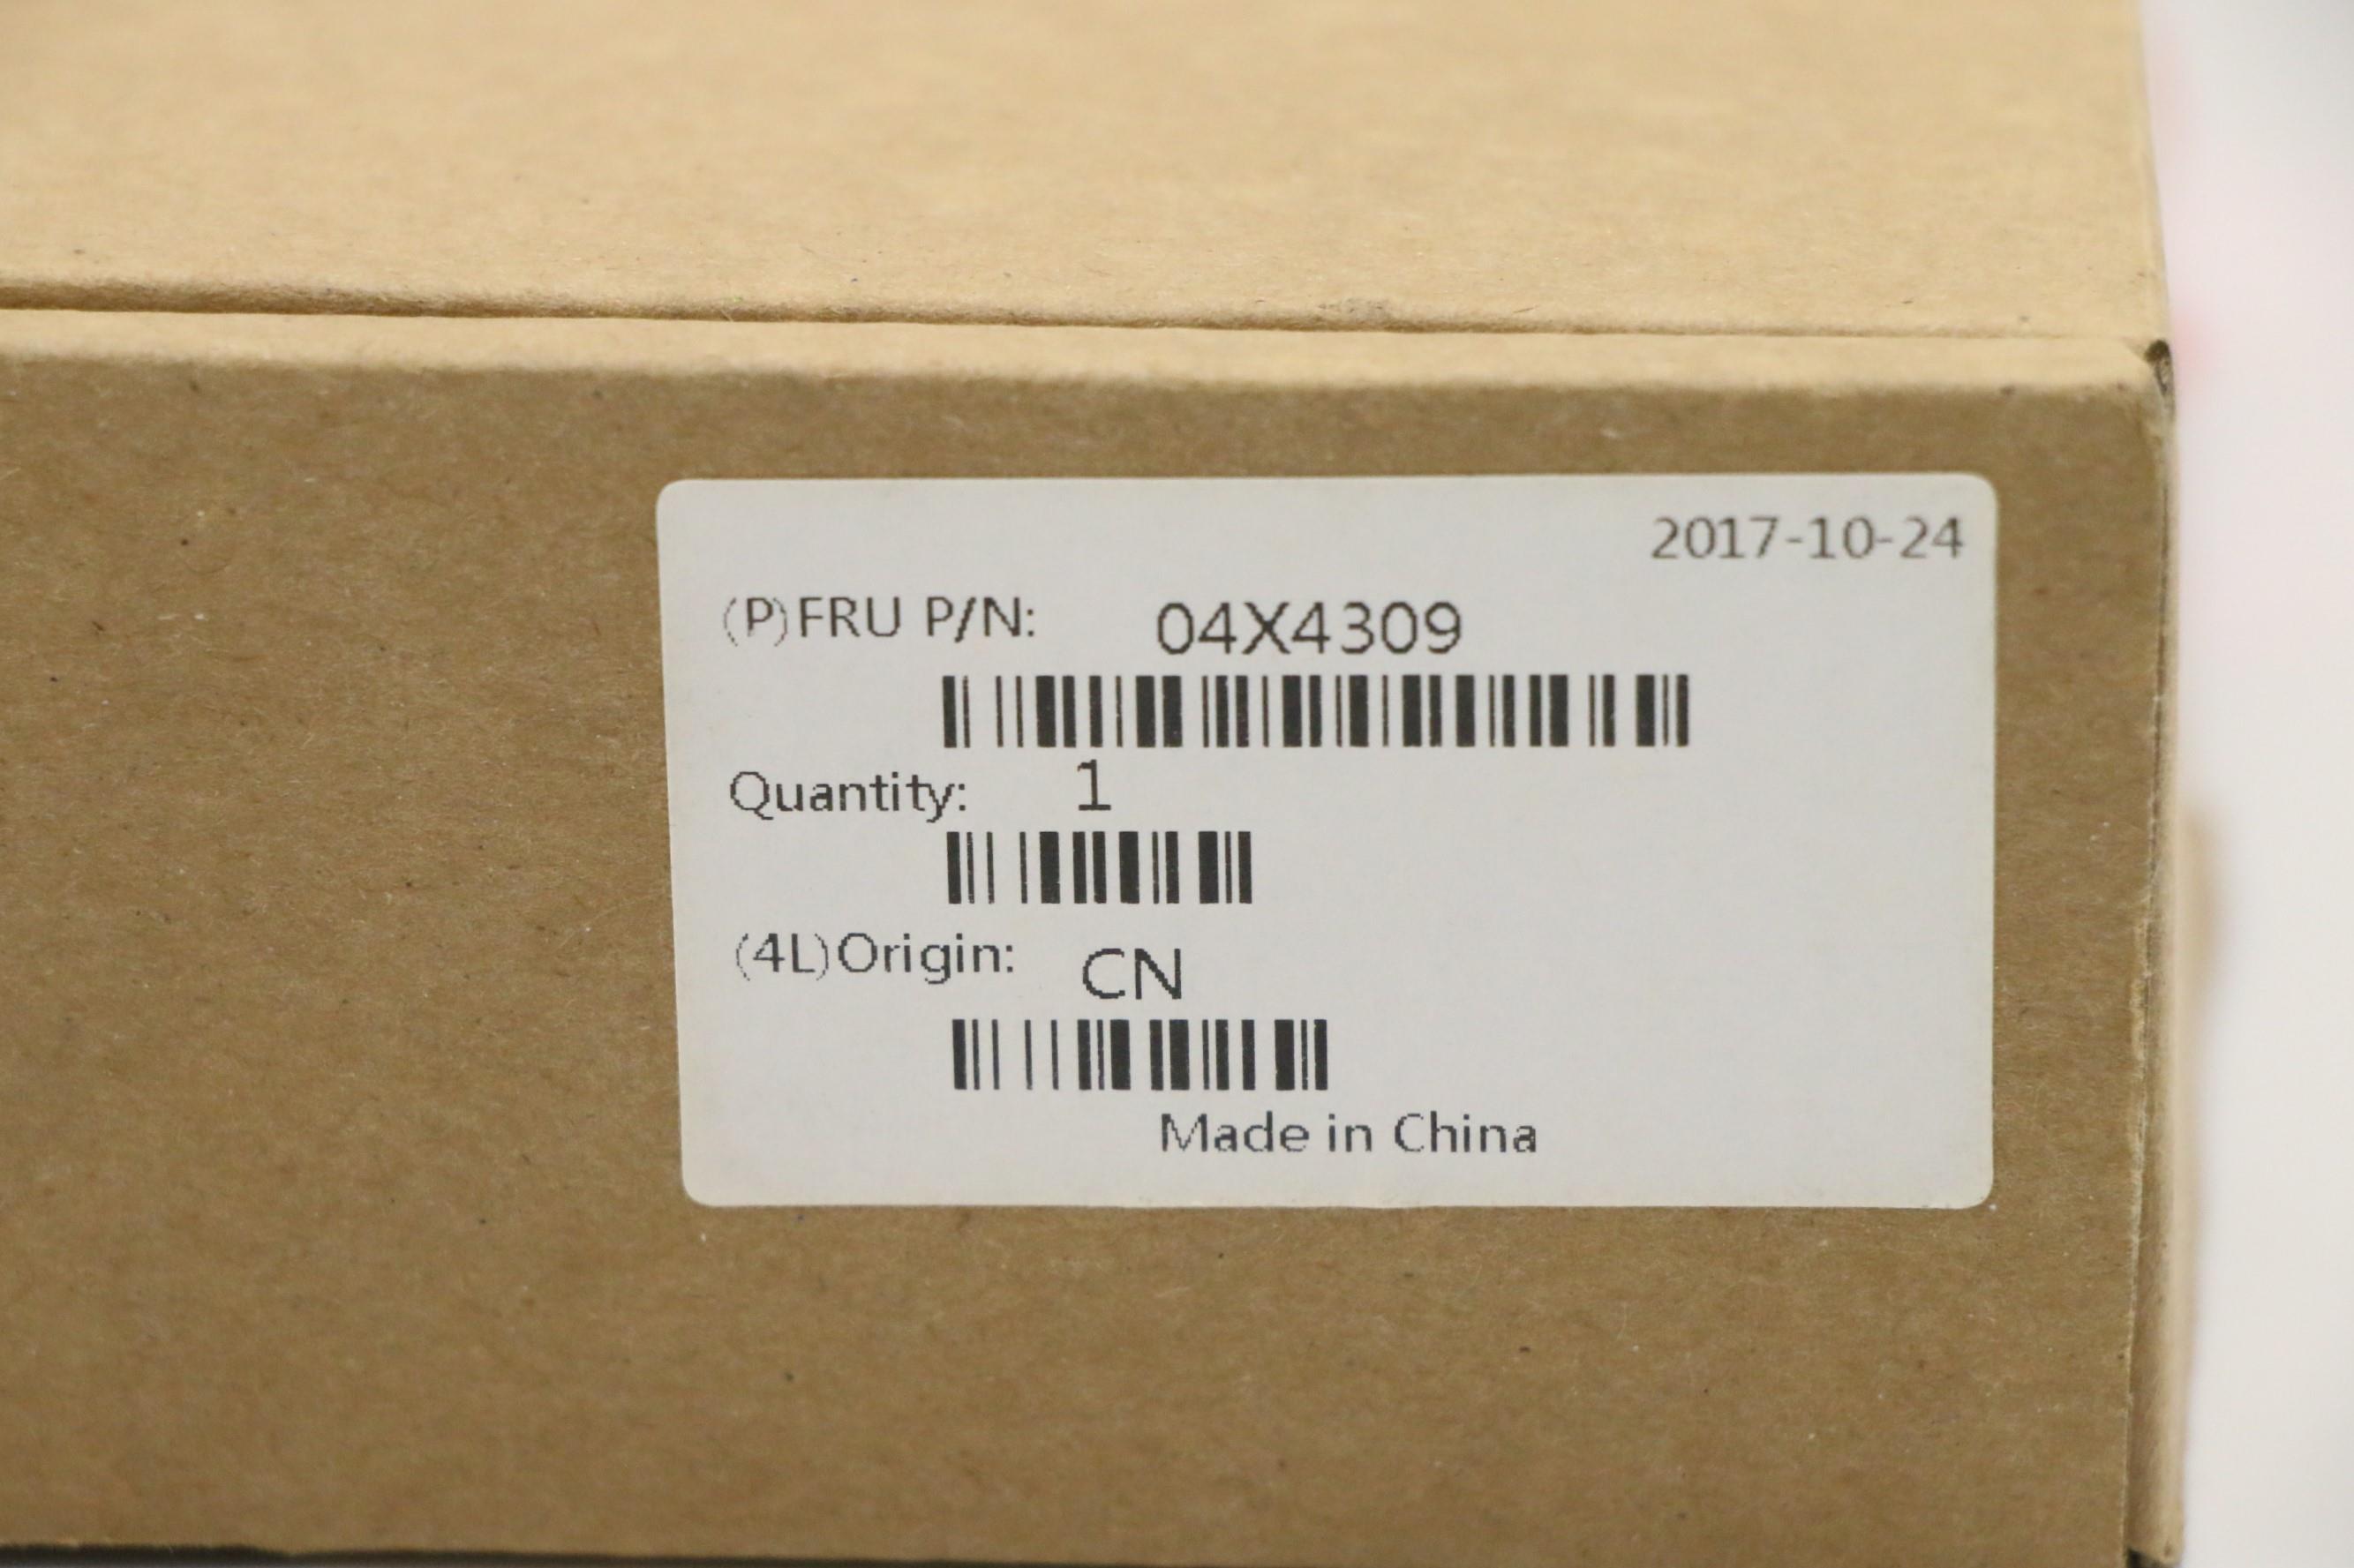 2017-10-24
(P)FRU P/N: 04X4309
Quantity: 1
(4L)Origin: CN
Made in China